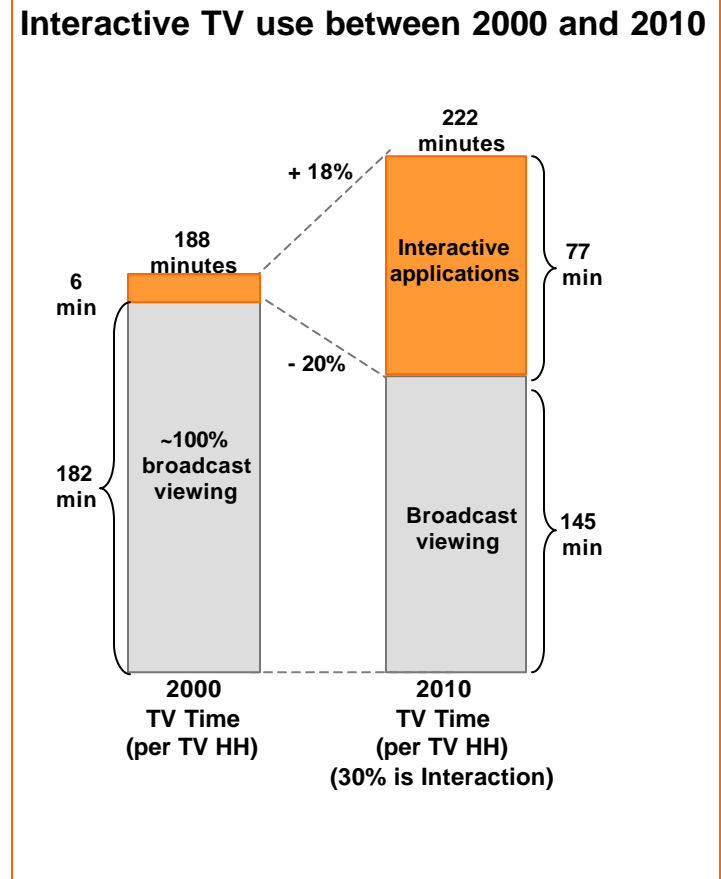 Interactive TV use between 2000 and 2010
222
minutes
+ 18%
188
minutes
6
min
Interactive
applications
77
min
- 20%
~100%
broadcast
viewing
182
min
Broadcast
viewing
145
min
2000
TV Time
(per TV HH)
2010
TV Time
(per TV HH)
(30% is Interaction)